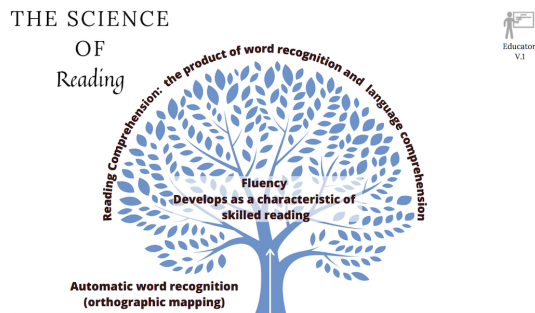 THE SCIENCE
OF
Reading
Educator
V.1
Reading Comprehension: the product of word recognition and language comprehension
Fluency
Develops as a characteristic of
skilled reading
Automatic word recognition
(orthographic mapping)